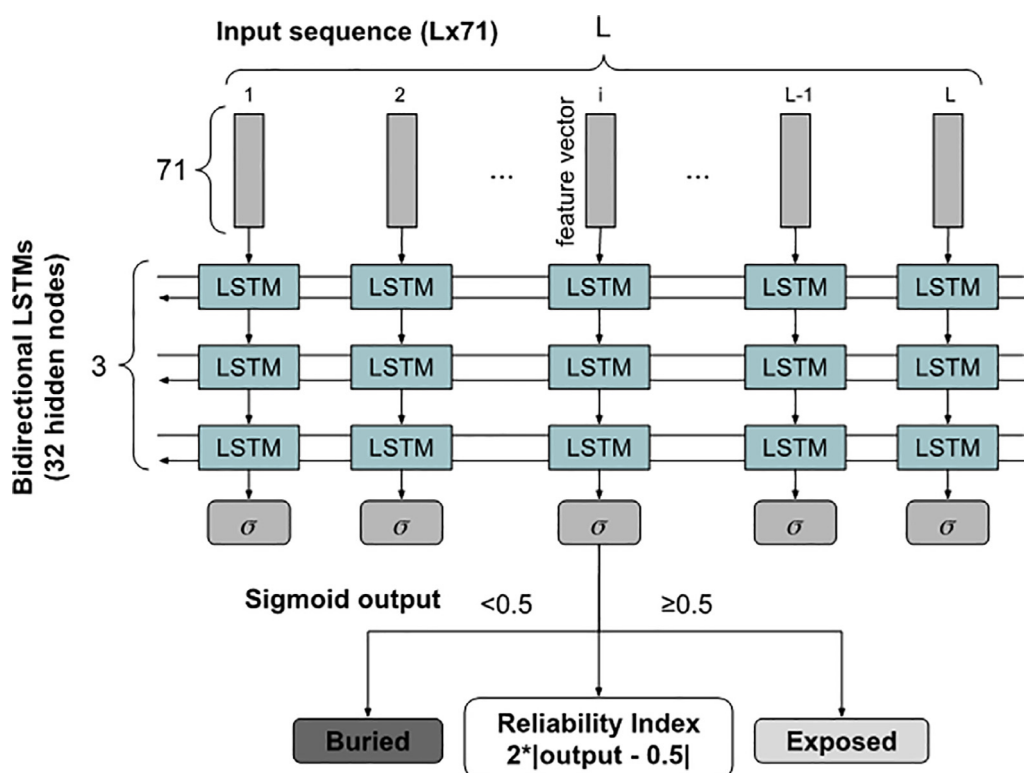 Input sequence (Lx71)
L
1 2 i L-1 L
71
feature vector
... ...
Bidirectional LSTMs
(32 hidden nodes)
3
LSTM LSTM LSTM LSTM LSTM
LSTM LSTM LSTM LSTM LSTM
LSTM LSTM LSTM LSTM LSTM
σ σ σ σ σ
Sigmoid output
<0.5 ≥0.5
Buried
Reliability Index
2*|output - 0.5|
Exposed